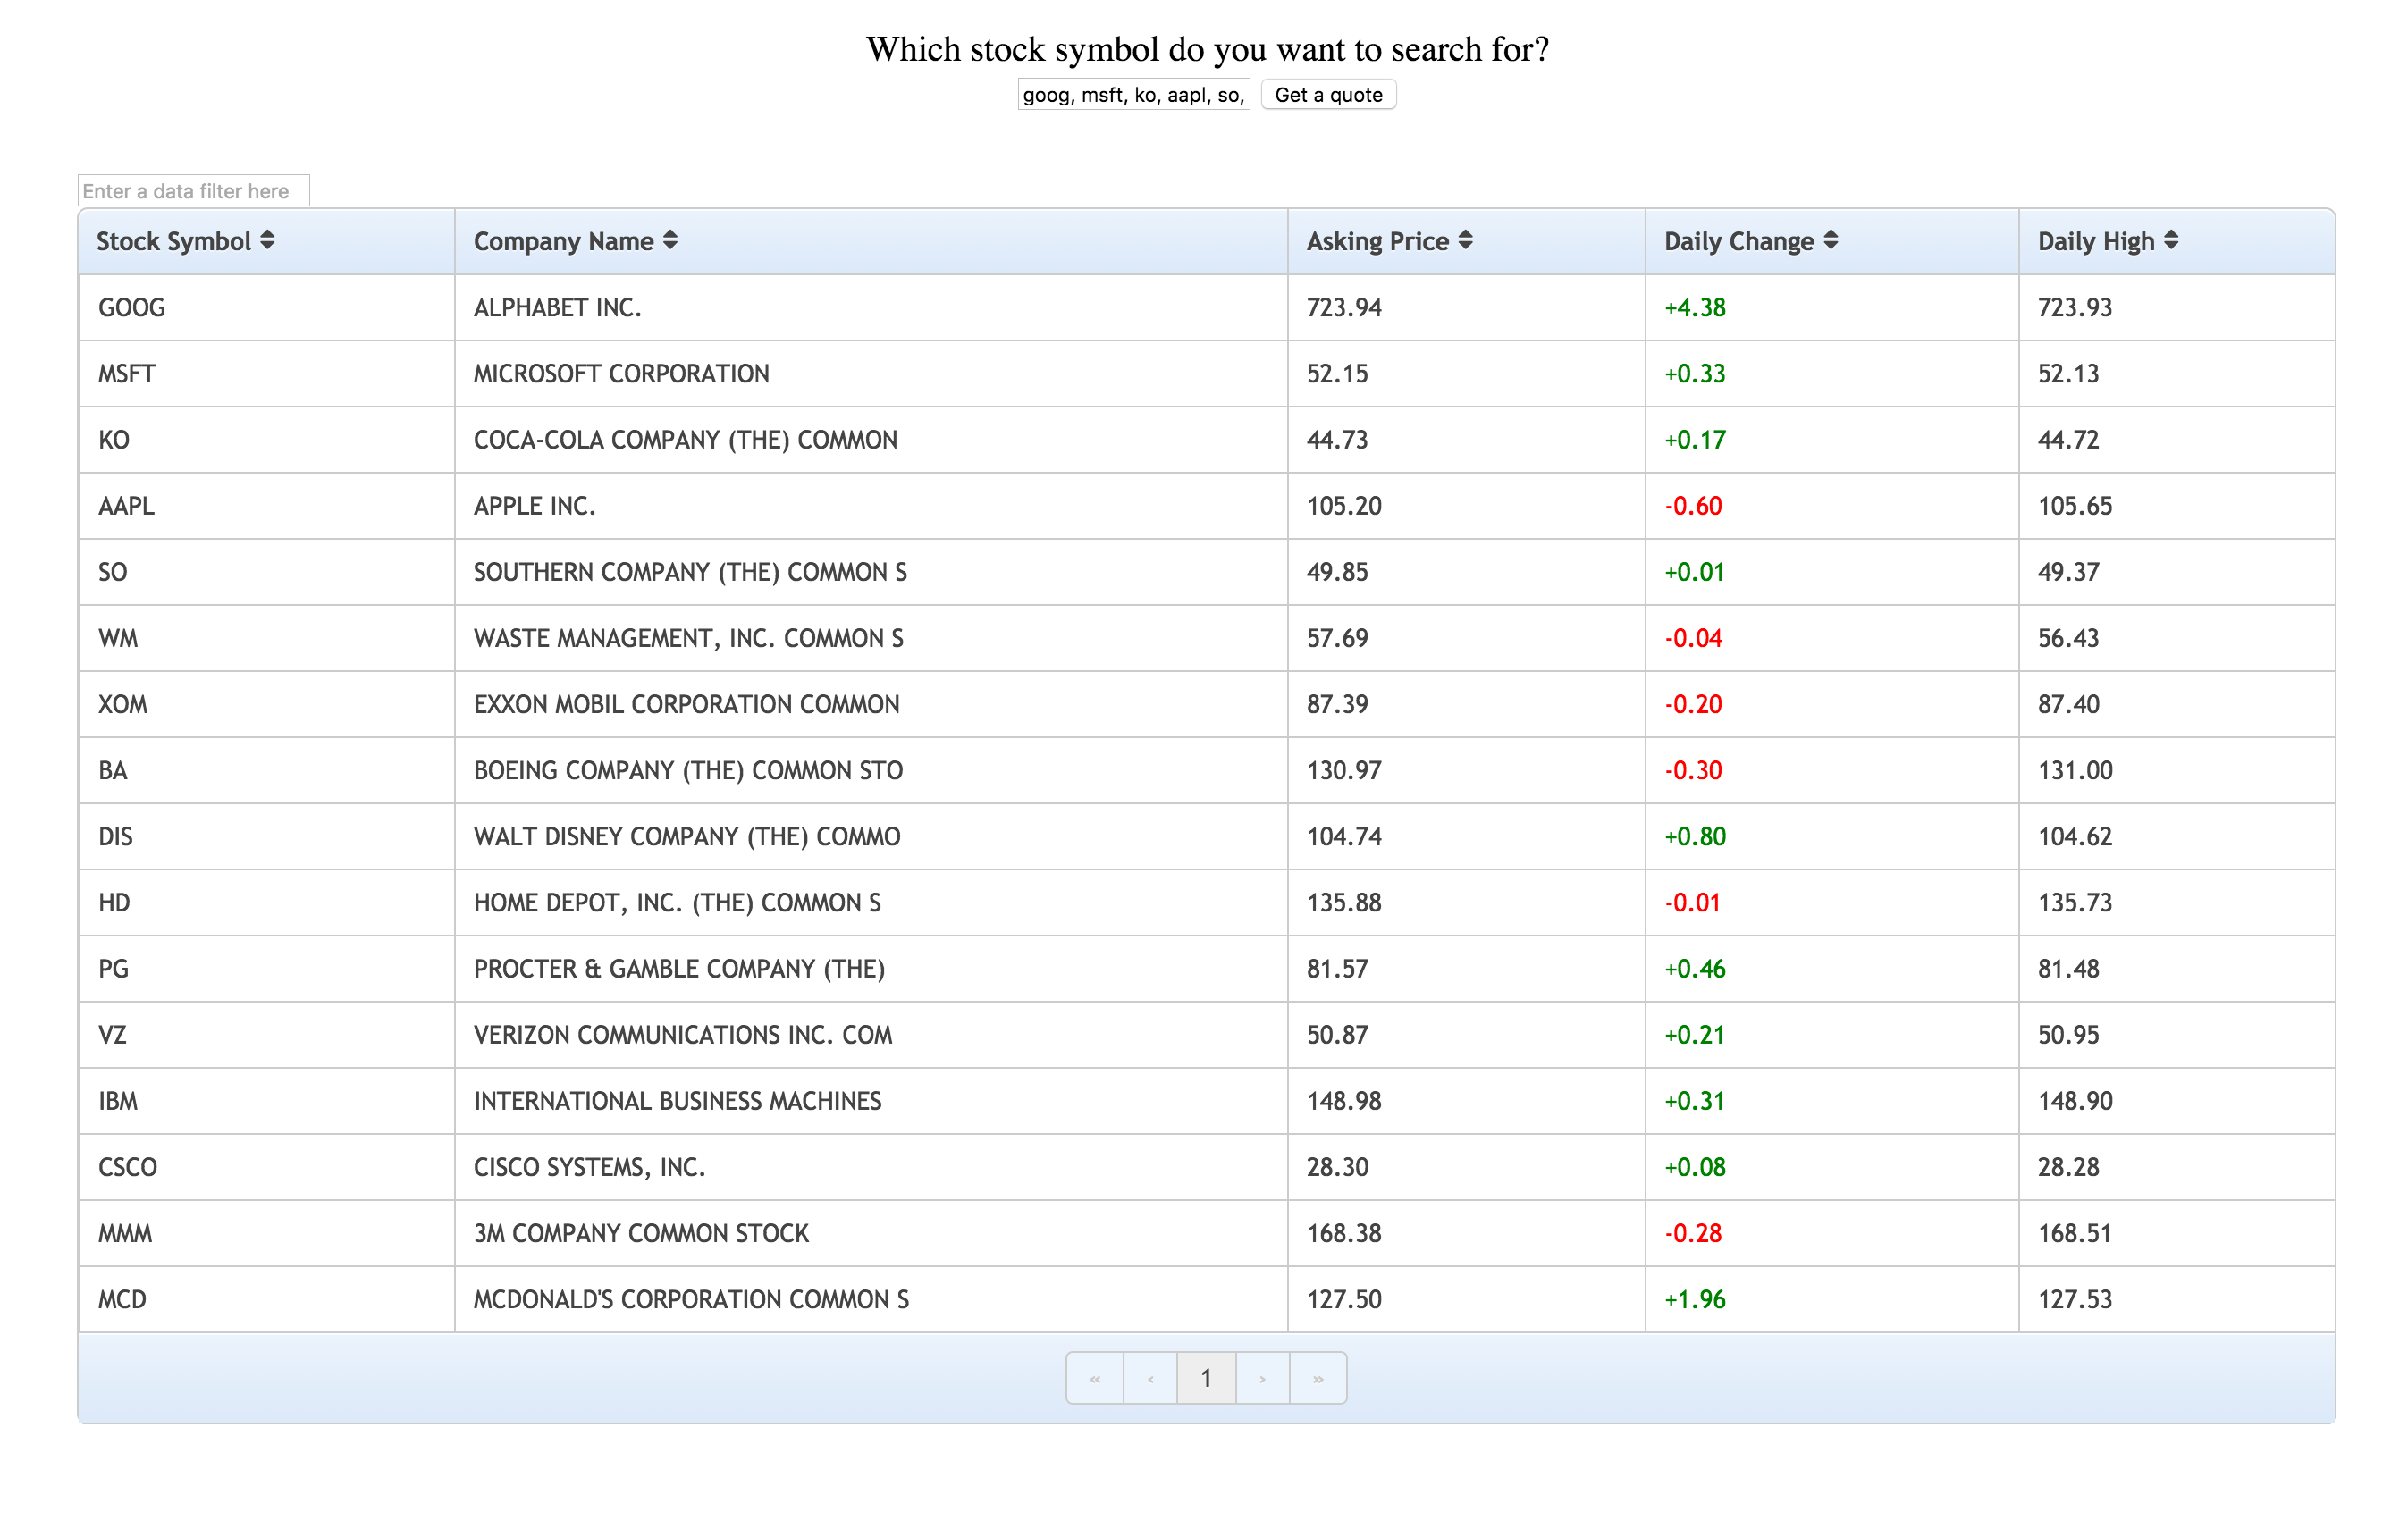 Which stock symbol do you want to search for?
goog, msft, ko, aapl, so, Get a quote
Enter a data filter here
Stock Symbol Company Name Asking Price Daily Change Daily High
GOOG ALPHABET INC. 723.94 +4.38 723.93
MSFT MICROSOFT CORPORATION 52.15 +0.33 52.13
KO COCA-COLA COMPANY (THE) COMMON 44.73 +0.17 44.72
AAPL APPLE INC. 105.20 -0.60 105.65
SO SOUTHERN COMPANY (THE) COMMON S 49.85 +0.01 49.37
WM WASTE MANAGEMENT, INC. COMMON S 57.69 -0.04 56.43
XOM EXXON MOBIL CORPORATION COMMON 87.39 -0.20 87.40
BA BOEING COMPANY (THE) COMMON STO 130.97 -0.30 131.00
DIS WALT DISNEY COMPANY (THE) COMMO 104.74 +0.80 104.62
HD HOME DEPOT, INC. (THE) COMMON S 135.88 -0.01 135.73
PG PROCTER & GAMBLE COMPANY (THE) 81.57 +0.46 81.48
VZ VERIZON COMMUNICATIONS INC. COM 50.87 +0.21 50.95
IBM INTERNATIONAL BUSINESS MACHINES 148.98 +0.31 148.90
CSCO CISCO SYSTEMS, INC. 28.30 +0.08 28.28
MMM 3M COMPANY COMMON STOCK 168.38 -0.28 168.51
MCD MCDONALD'S CORPORATION COMMON S 127.50 +1.96 127.53
« ‹ 1 › »